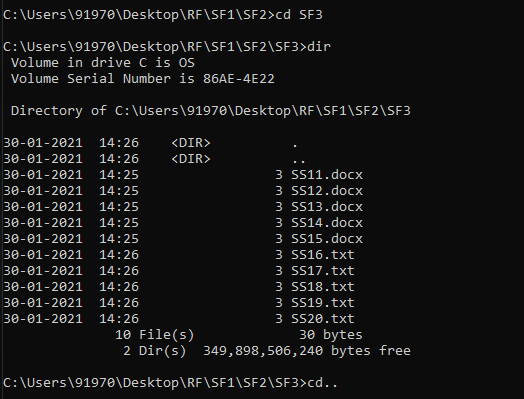 C:\Users\91970\Desktop\RF\SF1\SF2>cd SF3
C:\Users\91970\Desktop\RF\SF1\SF2\SF3>dir
Volume in drive C is OS
Volume Serial Number is 86AE-4E22
Directory of C:\Users\91970\Desktop\RF\SF1\SF2\SF3
30-01-2021  14:26    <DIR>          .
30-01-2021  14:26    <DIR>          ..
30-01-2021  14:25                 3 SS11.docx
30-01-2021  14:25                 3 SS12.docx
30-01-2021  14:25                 3 SS13.docx
30-01-2021  14:25                 3 SS14.docx
30-01-2021  14:25                 3 SS15.docx
30-01-2021  14:26                 3 SS16.txt
30-01-2021  14:26                 3 SS17.txt
30-01-2021  14:26                 3 SS18.txt
30-01-2021  14:26                 3 SS19.txt
30-01-2021  14:26                 3 SS20.txt
10 File(s)             30 bytes
2 Dir(s)  349,898,506,240 bytes free
C:\Users\91970\Desktop\RF\SF1\SF2\SF3>cd..